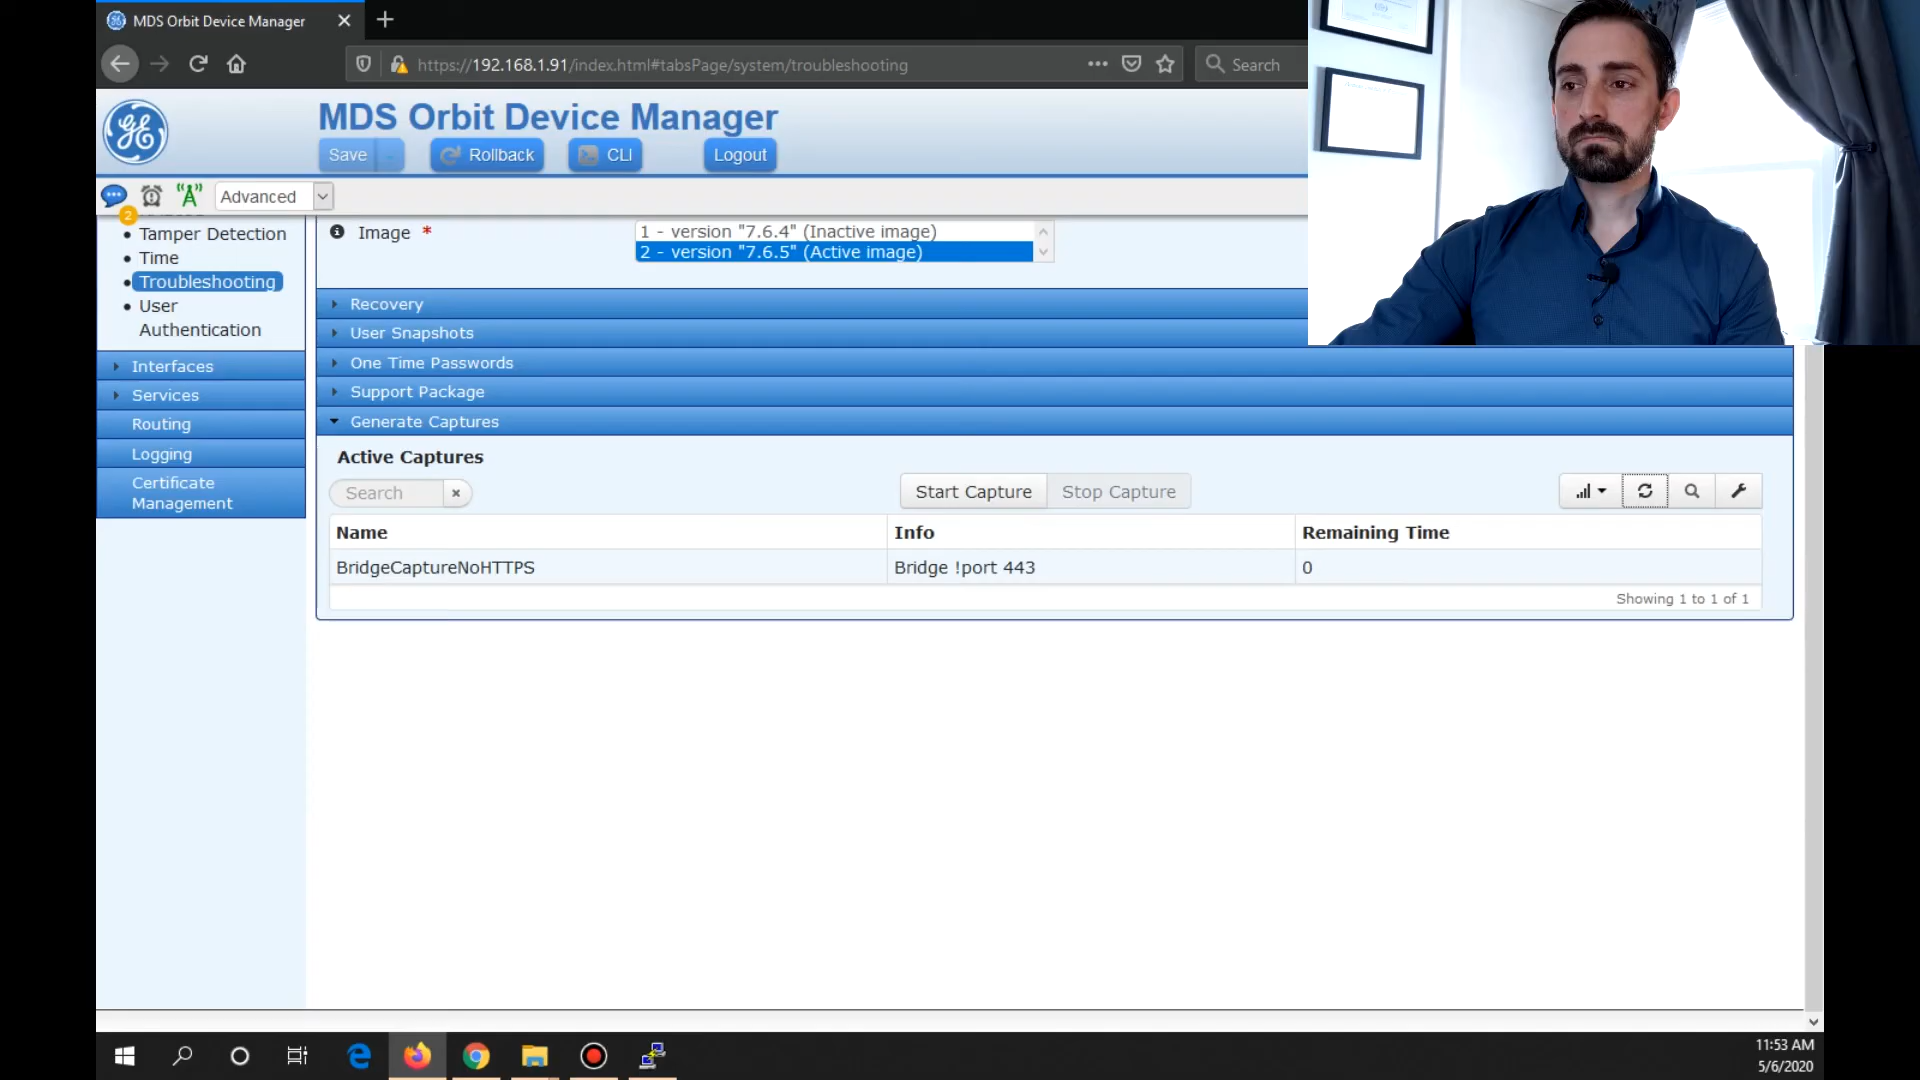 MDS Orbit Device Manager
https://192.168.1.91/index.html#tabsPage/system/troubleshooting
Search
MDS Orbit Device Manager
Save
Rollback
CLI
Logout
2
Advanced
Tamper Detection
Time
Troubleshooting
User
Authentication
Interfaces
Services
Routing
Logging
Certificate
Management
Image *
1 - version "7.6.4" (Inactive image)
2 - version "7.6.5" (Active image)
Recovery
User Snapshots
One Time Passwords
Support Package
Generate Captures
Active Captures
Search
Start Capture
Stop Capture
Name Info Remaining Time
BridgeCaptureNoHTTPS Bridge !port 443 0
Showing 1 to 1 of 1
11:53 AM
5/6/2020